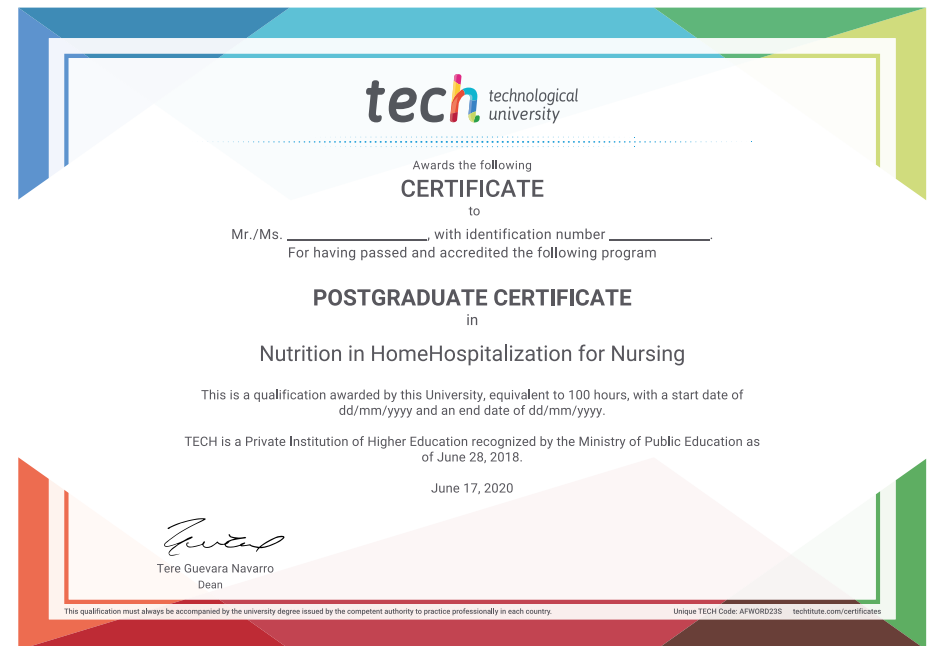 tech technological
university
Awards the following
CERTIFICATE
to
Mr./Ms. ____________________, with identification number ______________.
For having passed and accredited the following program
POSTGRADUATE CERTIFICATE
in
Nutrition in HomeHospitalization for Nursing
This is a qualification awarded by this University, equivalent to 100 hours, with a start date of
dd/mm/yyyy and an end date of dd/mm/yyyy.
TECH is a Private Institution of Higher Education recognized by the Ministry of Public Education as
of June 28, 2018.
June 17, 2020
Tere Guevara Navarro
Dean
This qualification must always be accompanied by the university degree issued by the competent authority to practice professionally in each country.
Unique TECH Code: AFWORD23S techtitute.com/certificates